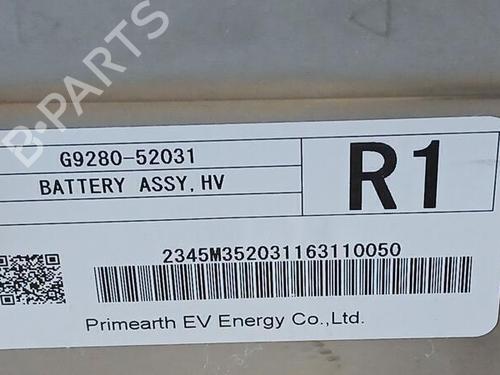 B-PARTS
G9280-52031
BATTERY ASSY, HV
R1
2345M352031163110050
Primearth EV Energy Co.,Ltd.